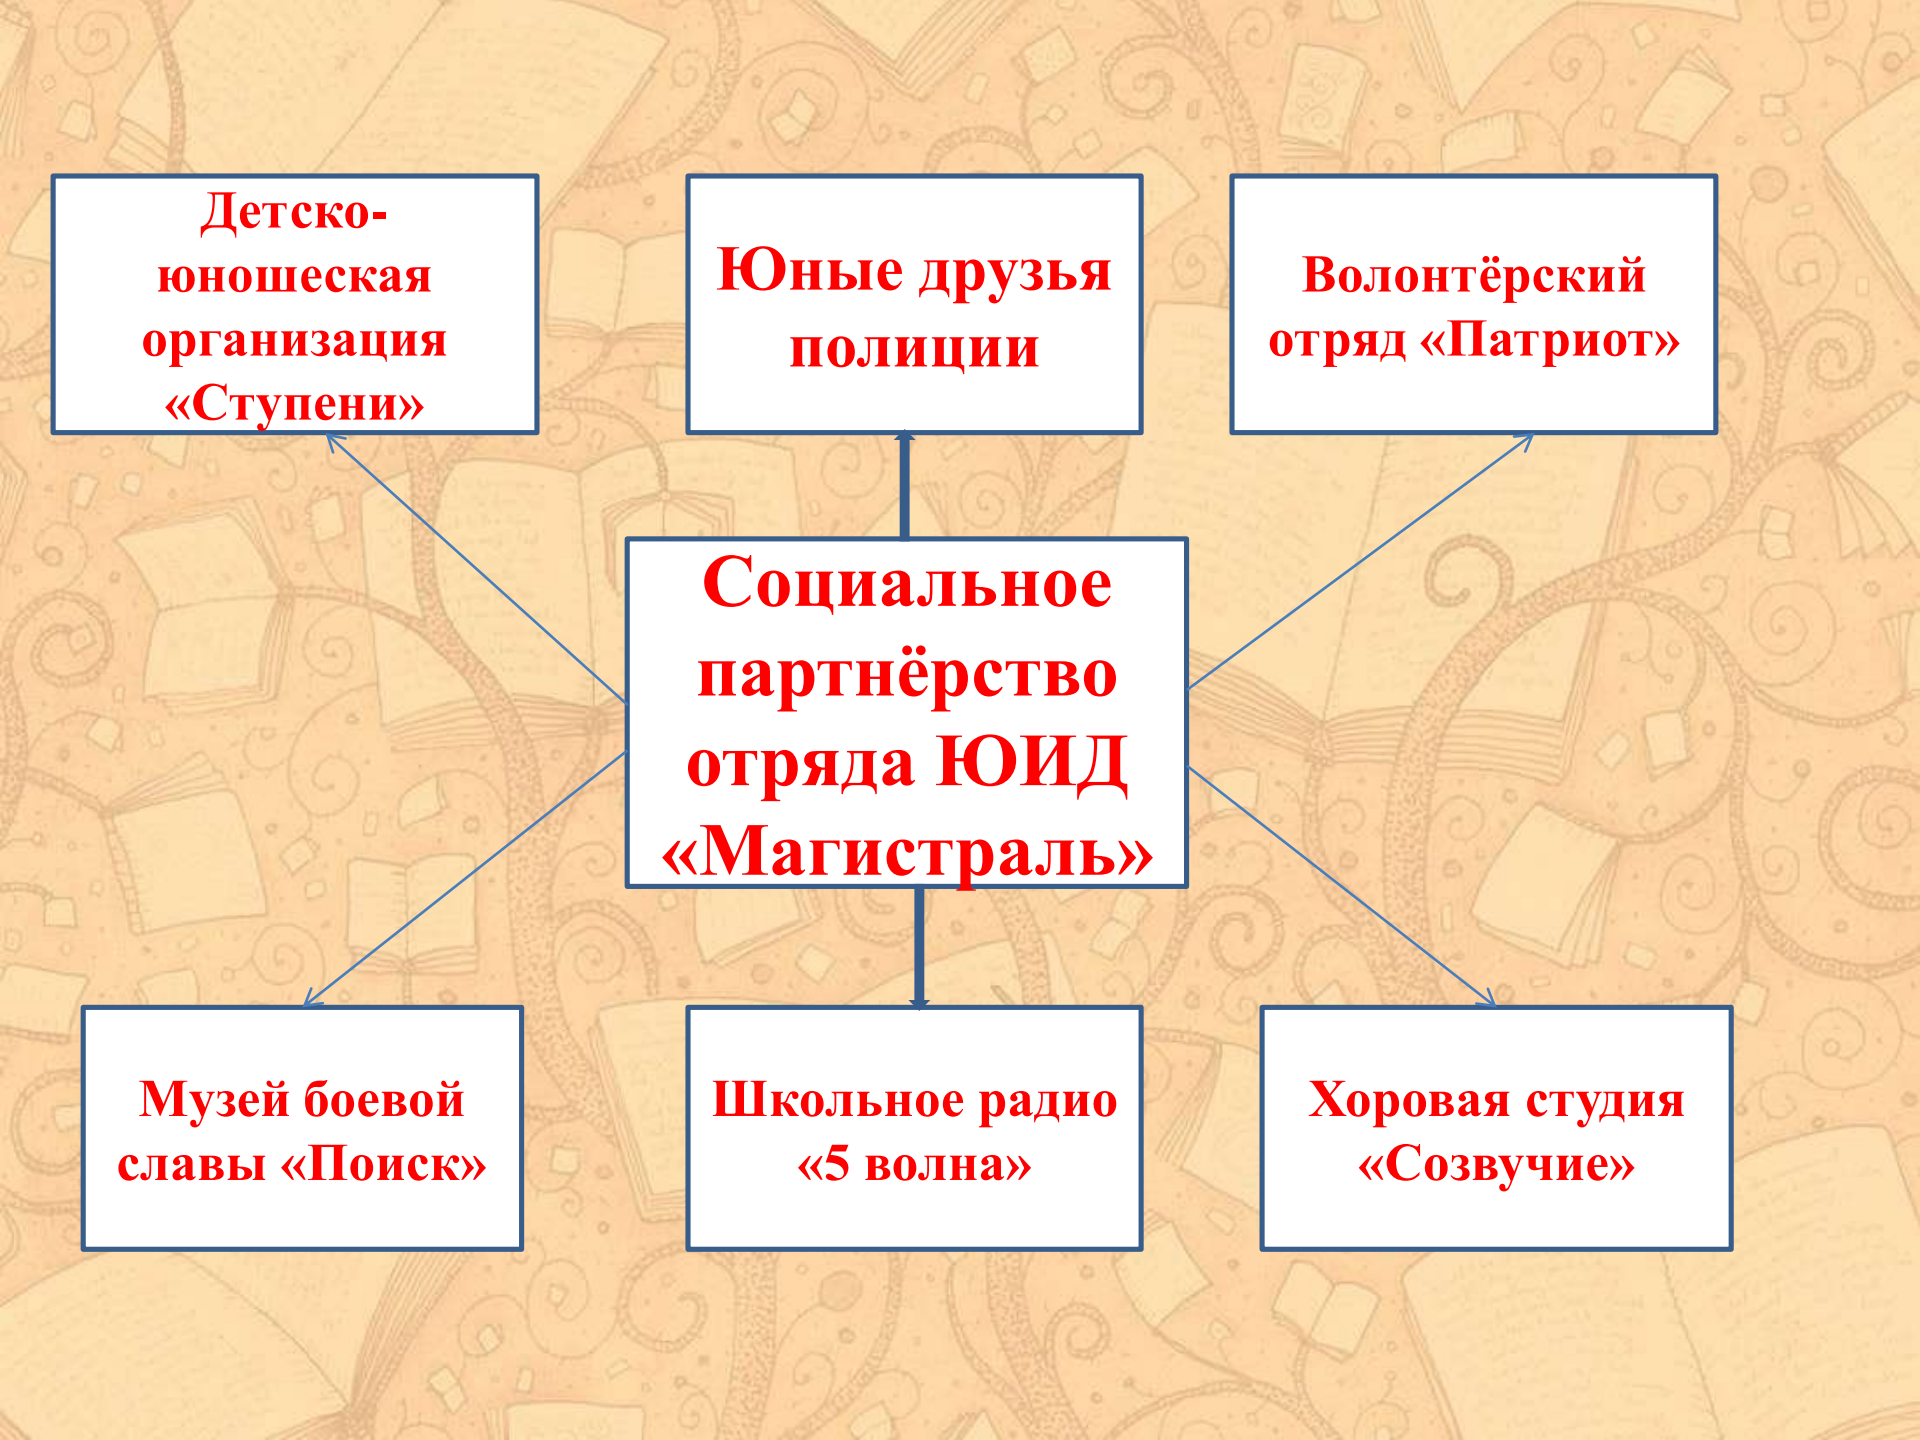 Детско-
юношеская
организация
«Ступени»
Юные друзья
полиции
Волонтёрский
отряд «Патриот»
Социальное
партнёрство
отряда ЮИД
«Магистраль»
Музей боевой
славы «Поиск»
Школьное радио
«5 волна»
Хоровая студия
«Созвучие»